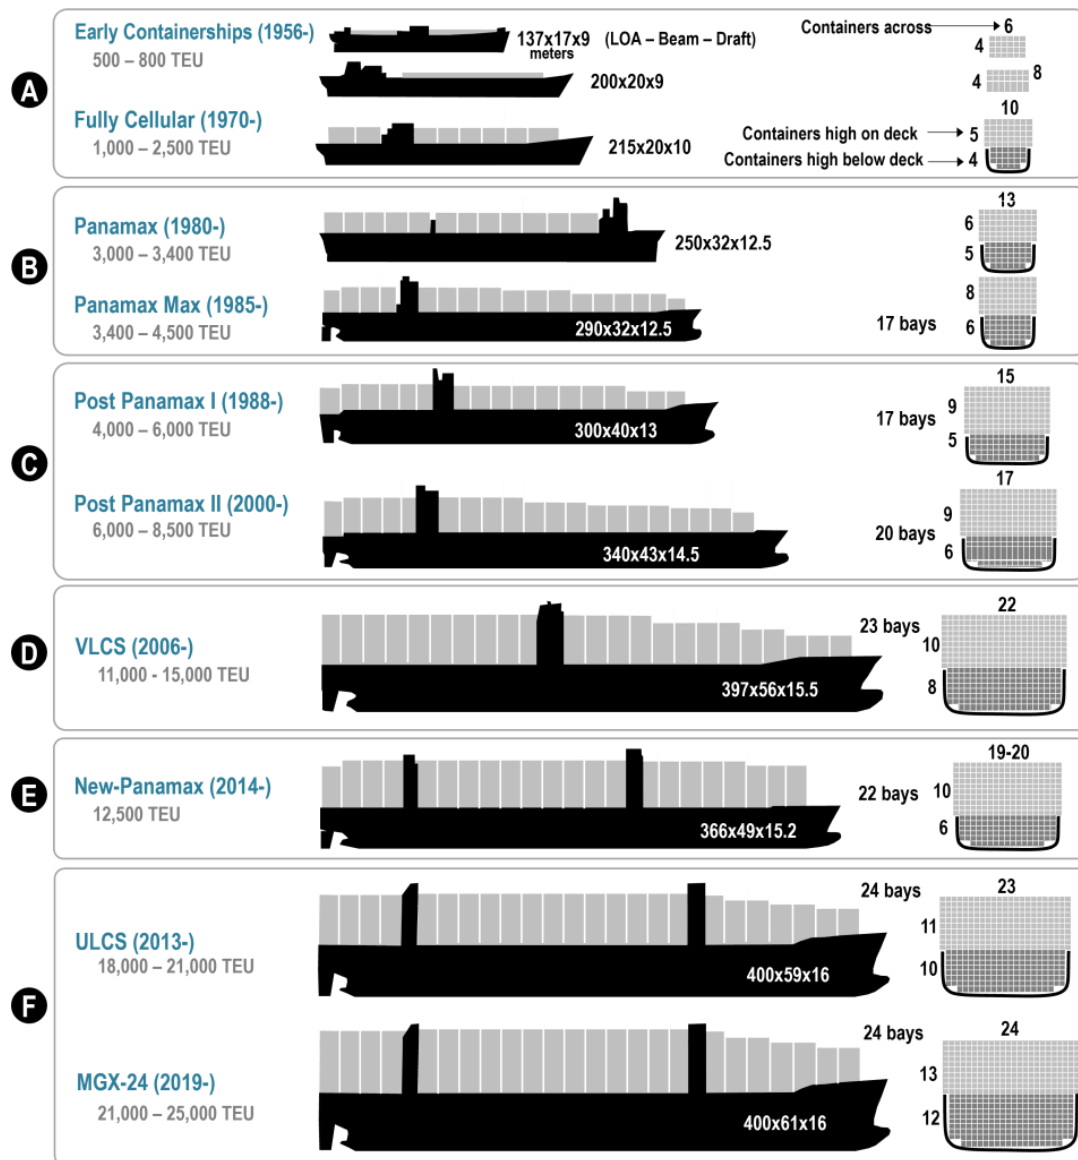 A
Early Containerships (1956-)
500 – 800 TEU
137x17x9 (LOA – Beam – Draft)
meters
200x20x9
Containers across
6
4
4
8
Fully Cellular (1970-)
1,000 – 2,500 TEU
215x20x10
10
Containers high on deck
5
Containers high below deck
4
B
Panamax (1980-)
3,000 – 3,400 TEU
250x32x12.5
13
6
5
Panamax Max (1985-)
3,400 – 4,500 TEU
290x32x12.5
17 bays
8
6
C
Post Panamax I (1988-)
4,000 – 6,000 TEU
300x40x13
17 bays
15
9
5
Post Panamax II (2000-)
6,000 – 8,500 TEU
340x43x14.5
20 bays
17
9
6
D
VLCS (2006-)
11,000 - 15,000 TEU
397x56x15.5
23 bays
22
10
8
E
New-Panamax (2014-)
12,500 TEU
366x49x15.2
22 bays
19-20
10
6
F
ULCS (2013-)
18,000 – 21,000 TEU
400x59x16
24 bays
23
11
10
MGX-24 (2019-)
21,000 – 25,000 TEU
400x61x16
24 bays
24
13
12